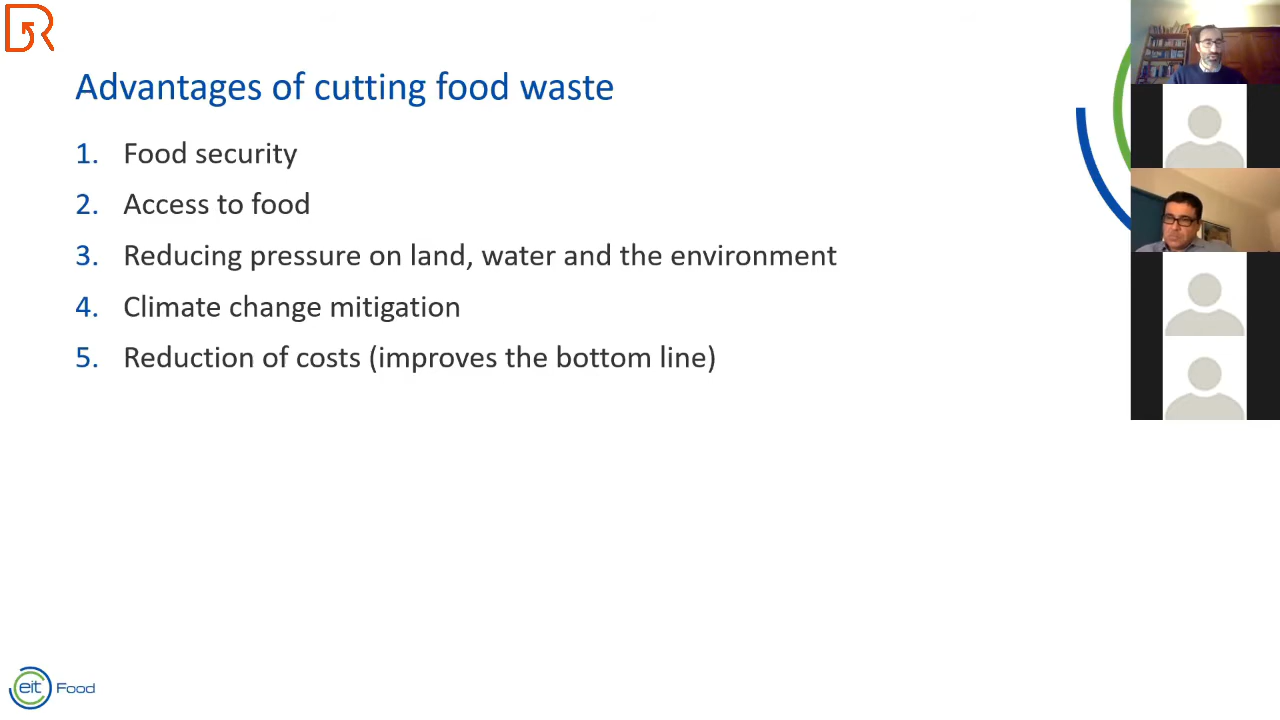 Advantages of cutting food waste
1. Food security
2. Access to food
3. Reducing pressure on land, water and the environment
4. Climate change mitigation
5. Reduction of costs (improves the bottom line)
eit Food